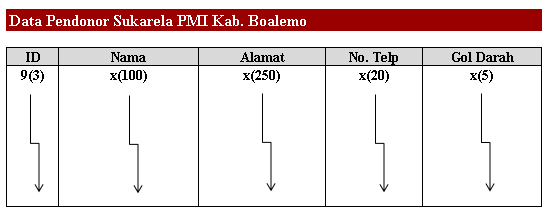 Data Pendonor Sukarela PMI Kab. Boalemo
ID Nama Alamat No. Telp Gol Darah
9(3) x(100) x(250) x(20) x(5)